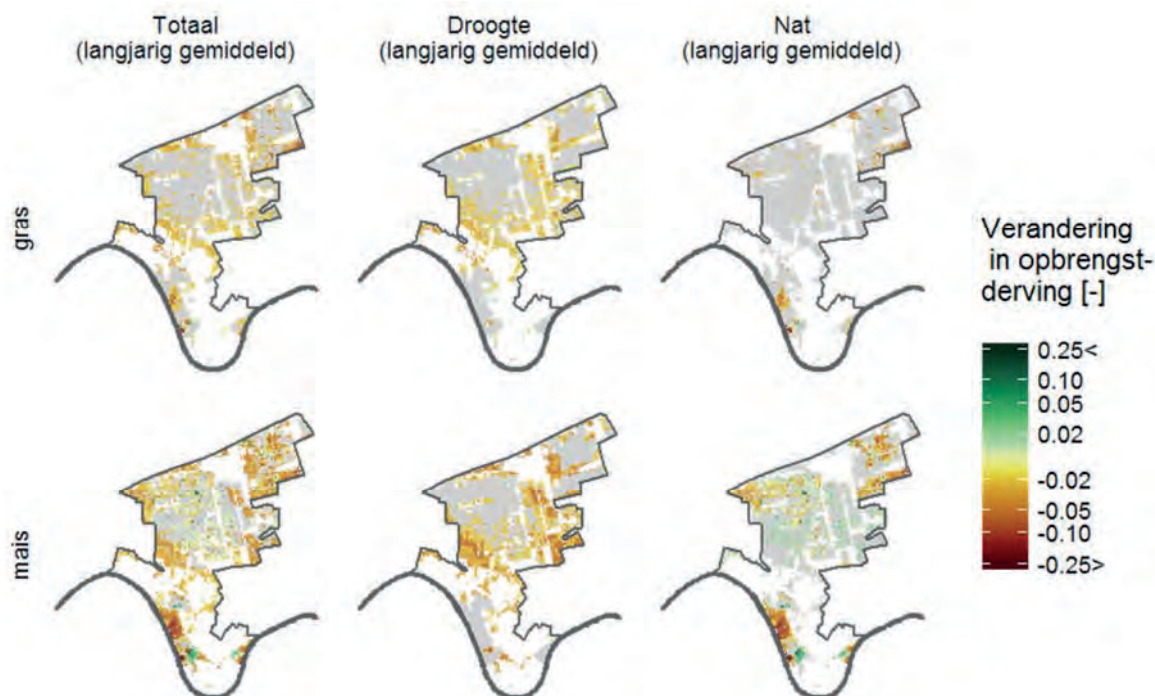 Totaal
(langjarig gemiddeld)
Droogte
(langjarig gemiddeld)
Nat
(langjarig gemiddeld)
gras
mais
Verandering
in opbrengst-
derving [-]
0.25<
0.10
0.05
0.02
-0.02
-0.05
-0.10
-0.25>